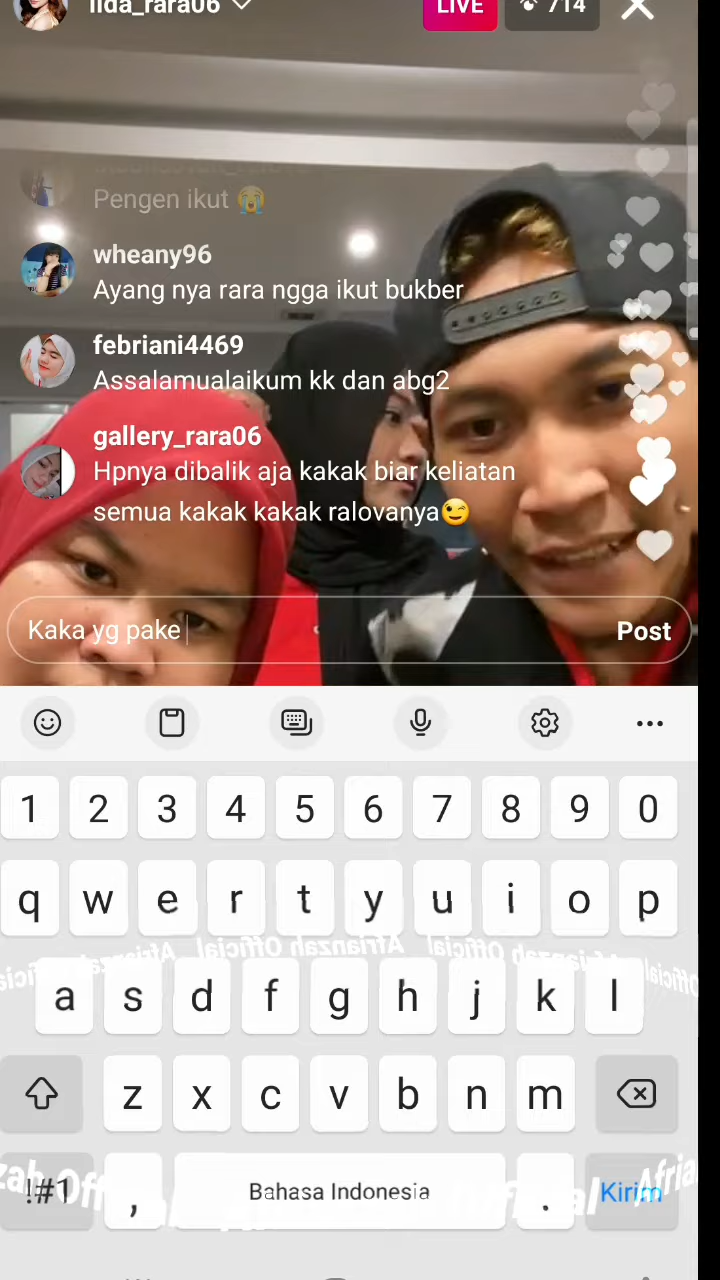 lida_rara06
LIVE
714
Pengen ikut 😭
wheany96
Ayang nya rara ngga ikut bukber
febriani4469
Assalamualaikum kk dan abg2
gallery_rara06
Hpnya dibalik aja kakak biar keliatan
semua kakak kakak ralovanya😉
Kaka yg pake
Post
1 2 3 4 5 6 7 8 9 0
q w e r t y u i o p
Afrianzah Official
a s d f g h j k l
z x c v b n m
!#1 , Bahasa Indonesia . Kirim